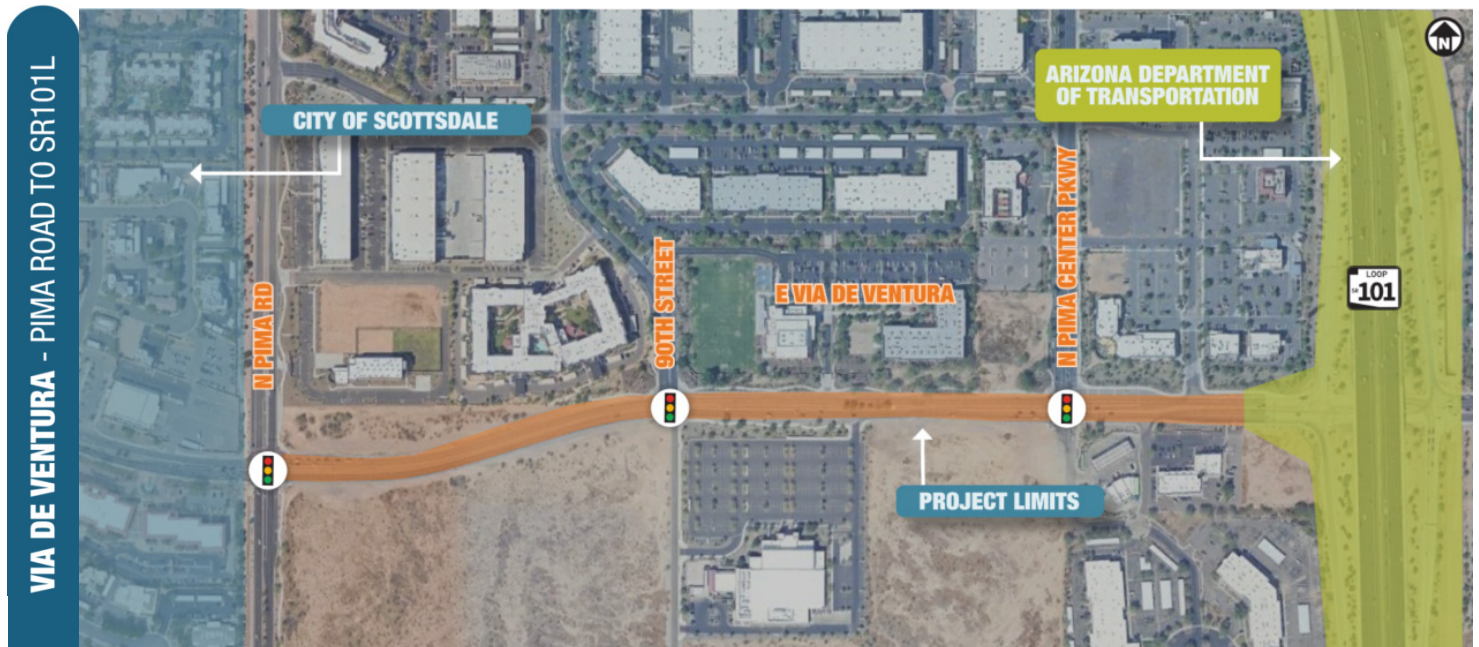 VIA DE VENTURA - PIMA ROAD TO SR101L
N
ARIZONA DEPARTMENT
OF TRANSPORTATION
CITY OF SCOTTSDALE
N PIMA RD
90TH STREET
E VIA DE VENTURA
N PIMA CENTER PKWY
LOOP
101
PROJECT LIMITS